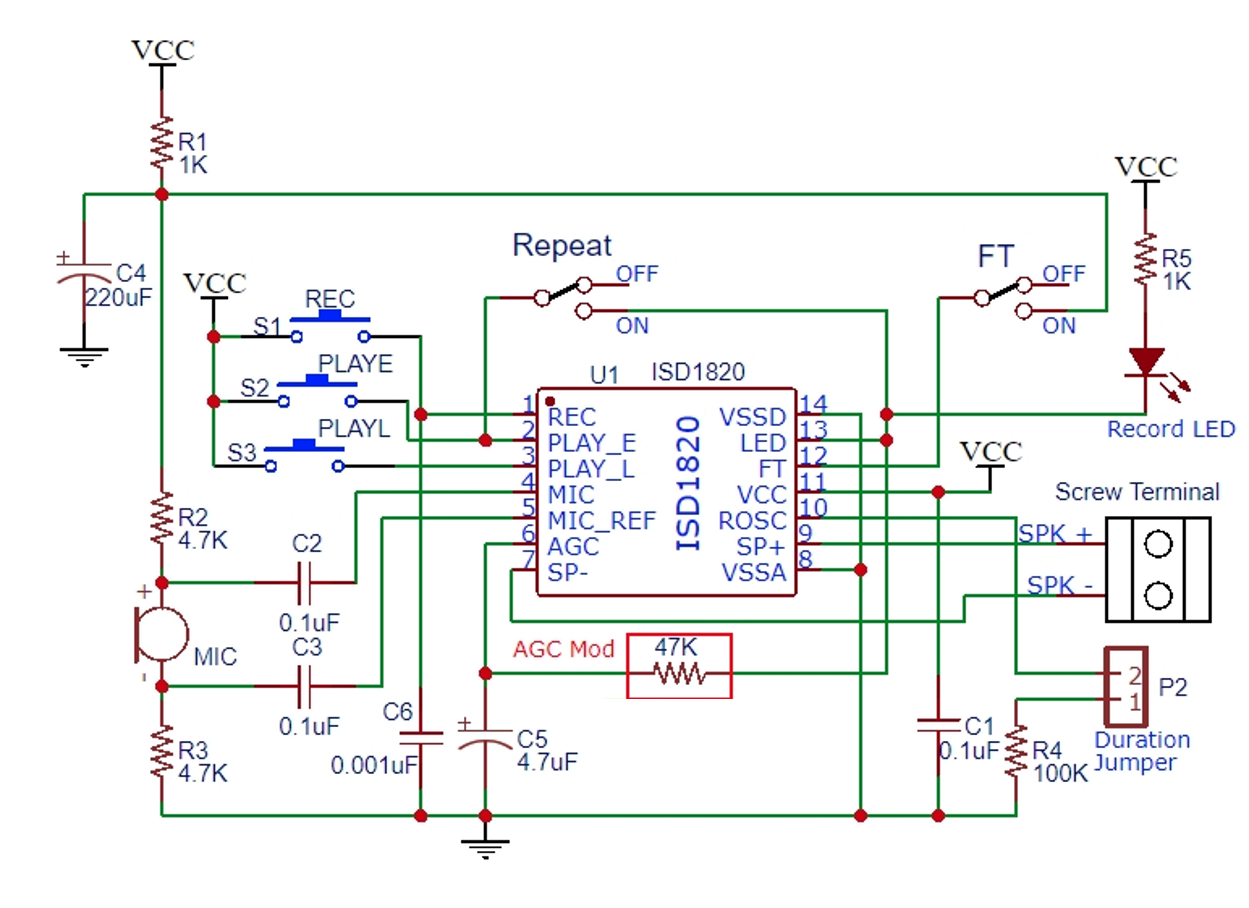 VCC
R1
1K
C4
220uF
VCC
REC
S1
PLAYE
S2
PLAYL
S3
Repeat
OFF
ON
FT
OFF
ON
VCC
R5
1K
Record LED
U1
ISD1820
ISD1820
1
REC
2
PLAY_E
3
PLAY_L
4
MIC
5
MIC_REF
6
AGC
7
SP-
14
VSSD
13
LED
12
FT
11
VCC
10
ROSC
9
SP+
8
VSSA
VCC
Screw Terminal
SPK +
SPK -
R2
4.7K
C2
0.1uF
+
MIC
-
C3
0.1uF
R3
4.7K
AGC Mod
47K
C6
0.001uF
+
C5
4.7uF
C1
0.1uF
R4
100K
2
1
P2
Duration
Jumper
+